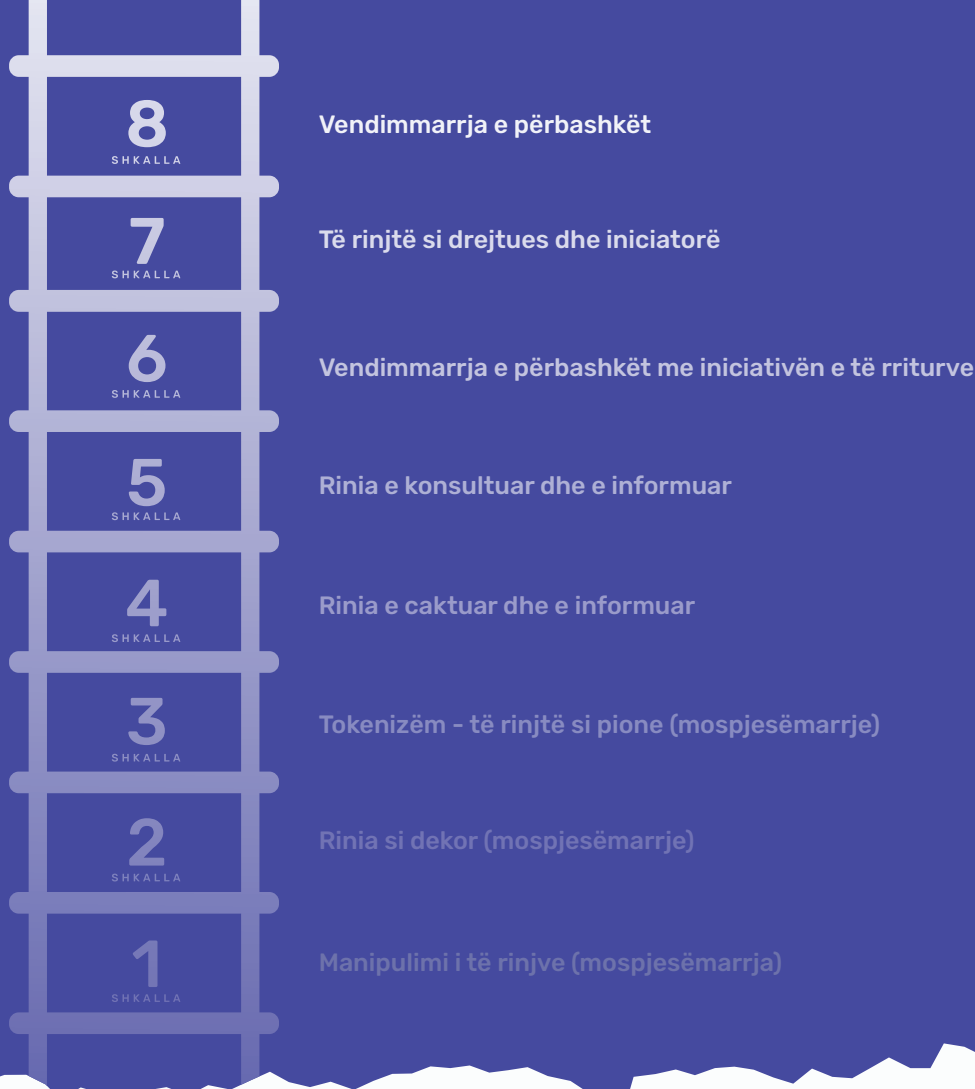 8
SHKALLA
Vendimmarrja e përbashkët
7
SHKALLA
Të rinjtë si drejtues dhe iniciatorë
6
SHKALLA
Vendimmarrja e përbashkët me iniciativën e të rriturve
5
SHKALLA
Rinia e konsultuar dhe e informuar
4
SHKALLA
Rinia e caktuar dhe e informuar
3
SHKALLA
Tokenizëm - të rinjtë si pione (mospjesëmarrje)
2
SHKALLA
Rinia si dekor (mospjesëmarrje)
1
SHKALLA
Manipulimi i të rinjve (mospjesëmarrja)